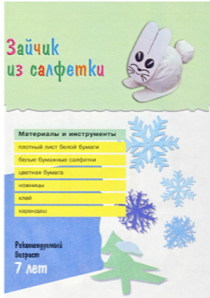 Зайчик
из салфетки
Материалы и инструменты
плотный лист белой бумаги
белые бумажные салфетки
цветная бумага
ножницы
клей
карандаш
Рекомендуемый
возраст
7 лет